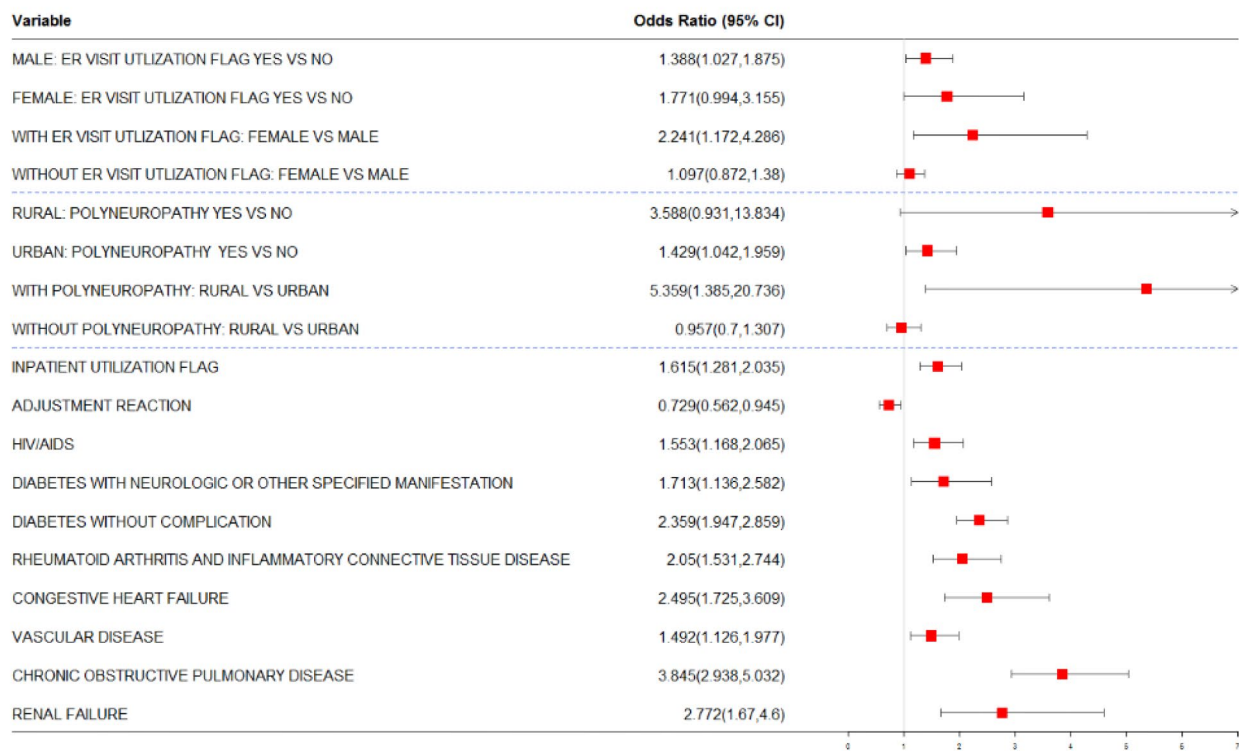 Variable Odds Ratio (95% CI)
MALE: ER VISIT UTLIZATION FLAG YES VS NO 1.388(1.027,1.875)
FEMALE: ER VISIT UTLIZATION FLAG YES VS NO 1.771(0.994,3.155)
WITH ER VISIT UTLIZATION FLAG: FEMALE VS MALE 2.241(1.172,4.286)
WITHOUT ER VISIT UTLIZATION FLAG: FEMALE VS MALE 1.097(0.872,1.38)
RURAL: POLYNEUROPATHY YES VS NO 3.588(0.931,13.834)
URBAN: POLYNEUROPATHY YES VS NO 1.429(1.042,1.959)
WITH POLYNEUROPATHY: RURAL VS URBAN 5.359(1.385,20.736)
WITHOUT POLYNEUROPATHY: RURAL VS URBAN 0.957(0.7,1.307)
INPATIENT UTILIZATION FLAG 1.615(1.281,2.035)
ADJUSTMENT REACTION 0.729(0.562,0.945)
HIV/AIDS 1.553(1.168,2.065)
DIABETES WITH NEUROLOGIC OR OTHER SPECIFIED MANIFESTATION 1.713(1.136,2.582)
DIABETES WITHOUT COMPLICATION 2.359(1.947,2.859)
RHEUMATOID ARTHRITIS AND INFLAMMATORY CONNECTIVE TISSUE DISEASE 2.05(1.531,2.744)
CONGESTIVE HEART FAILURE 2.495(1.725,3.609)
VASCULAR DISEASE 1.492(1.126,1.977)
CHRONIC OBSTRUCTIVE PULMONARY DISEASE 3.845(2.938,5.032)
RENAL FAILURE 2.772(1.67,4.6)
0 1 2 3 4 5 6 7